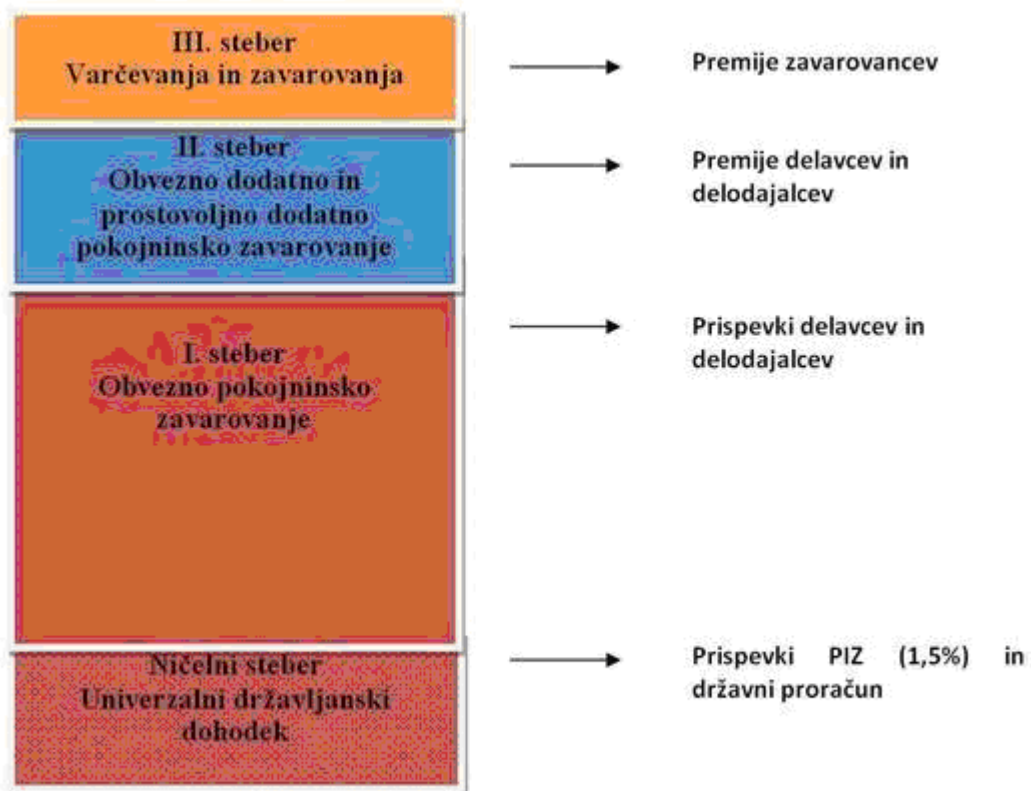 III. steber
Varčevanja in zavarovanja
Premije zavarovancev
II. steber
Obvezno dodatno in
prostovoljno dodatno
pokojninsko zavarovanje
Premije delavcev in
delodajalcev
I. steber
Obvezno pokojninsko
zavarovanje
Prispevki delavcev in
delodajalcev
Ničelni steber
Univerzalni državljanski
dohodek
Prispevki PIZ (1,5%) in
državni proračun